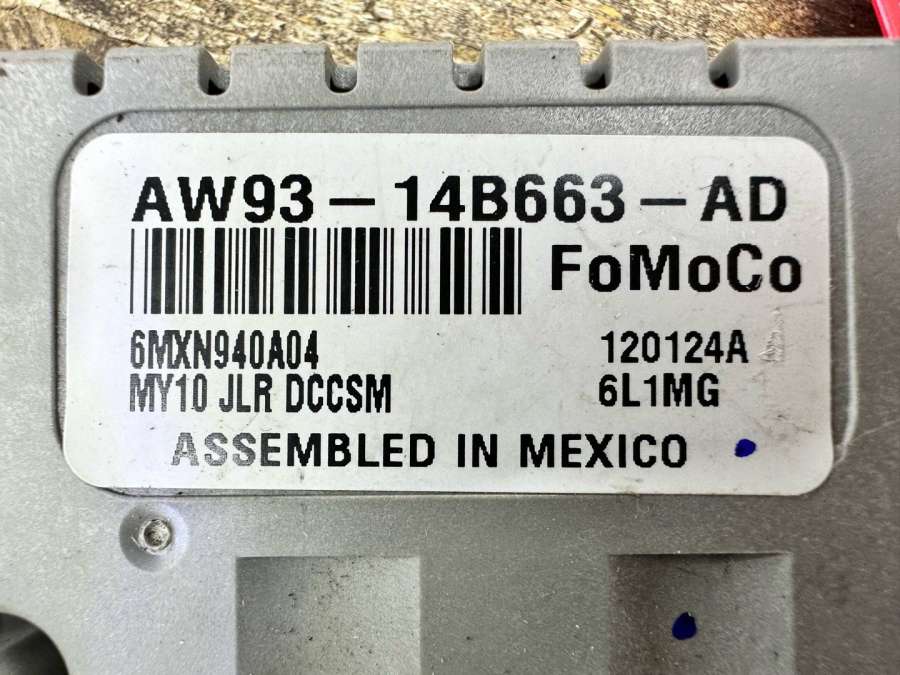 AW93-14B663-AD
FoMoCo
6MXN940A04 120124A
MY10 JLR DCCSM 6L1MG
ASSEMBLED IN MEXICO